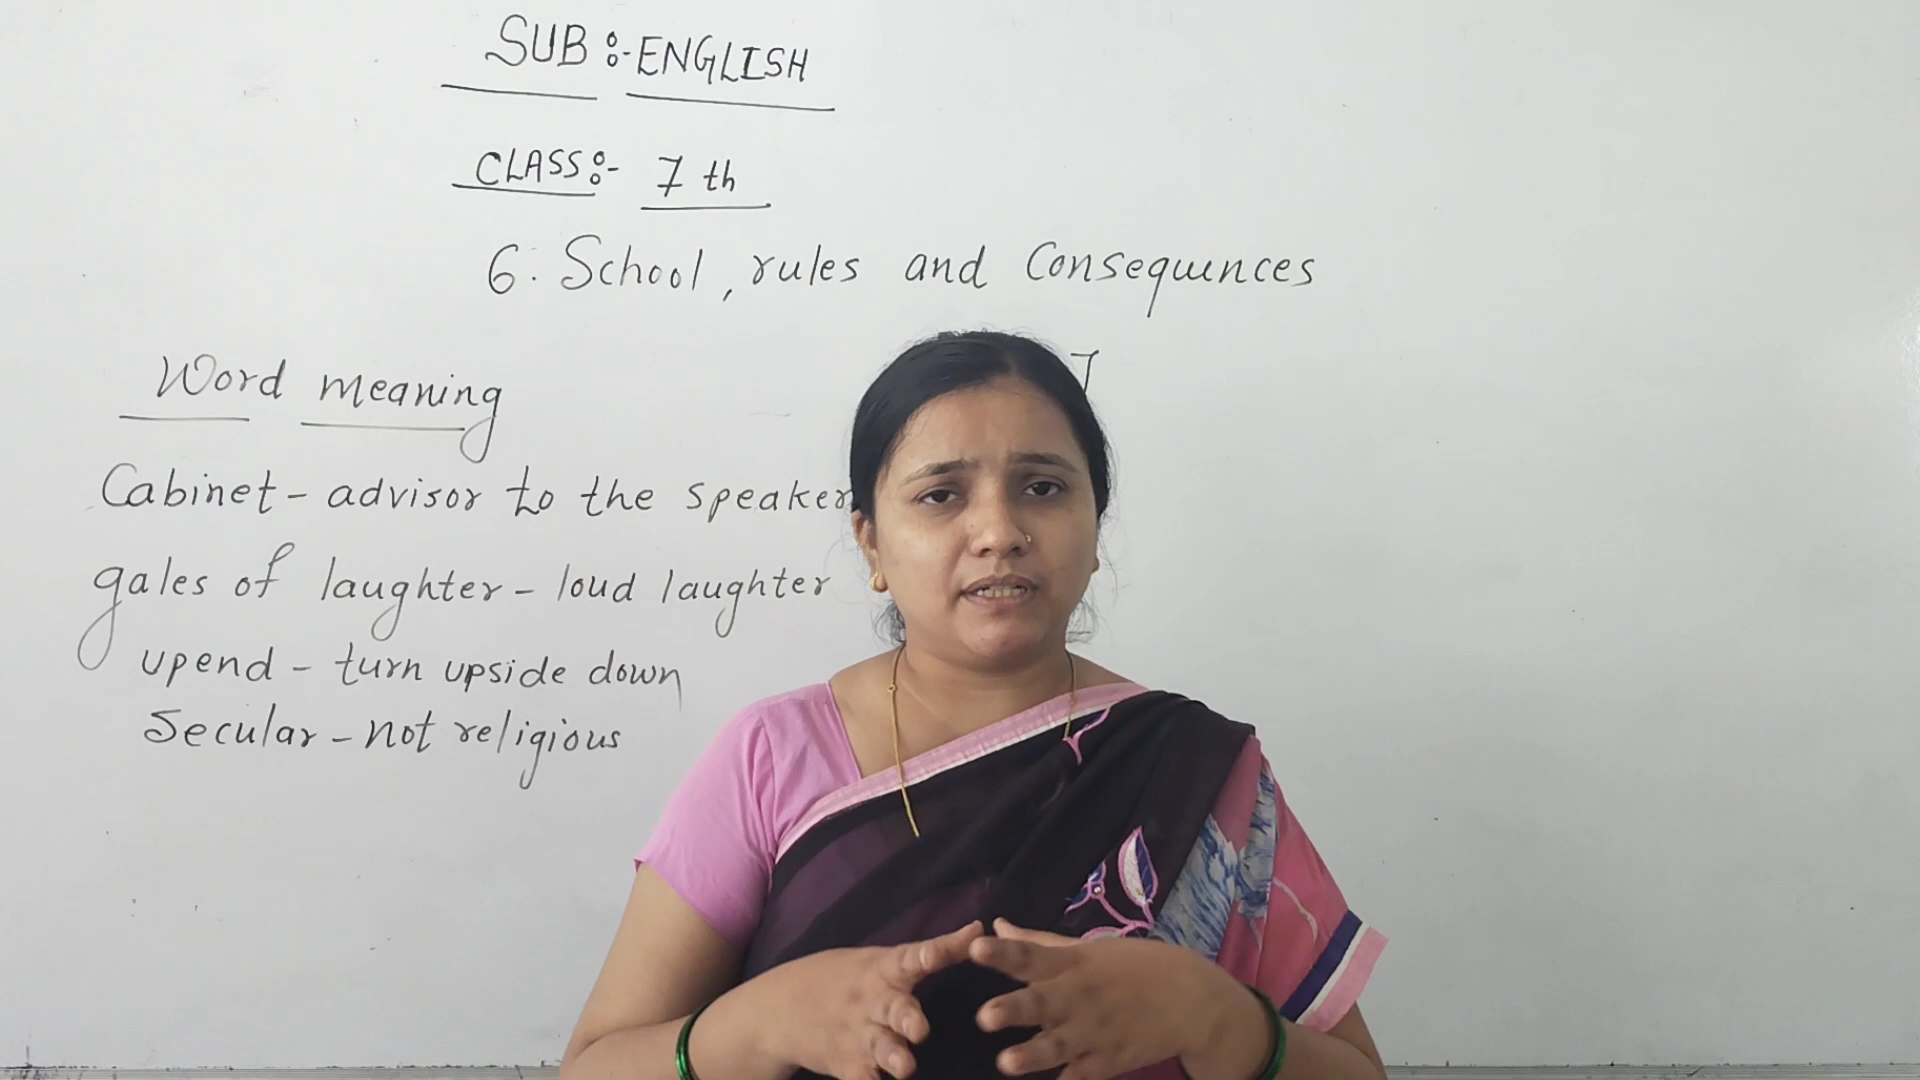 SUB :- ENGLISH
CLASS :- 7 th
6. School, rules and Consequences
Word meaning
Cabinet - advisor to the speaker
gales of laughter - loud laughter
upend - turn upside down
Secular - not religious